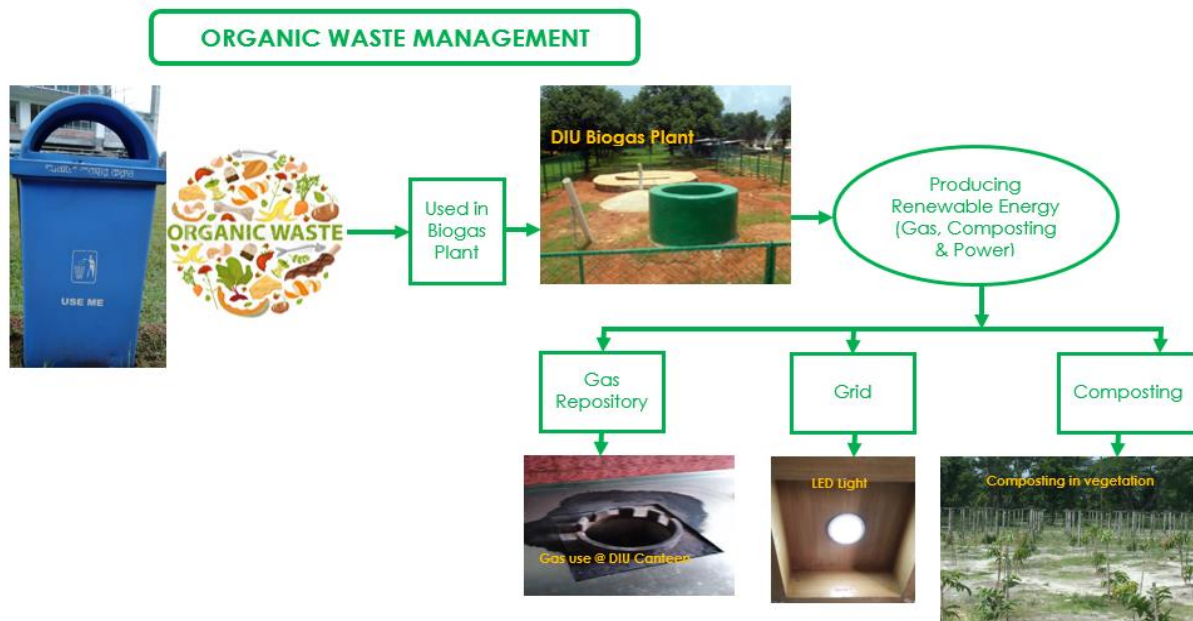 ORGANIC WASTE MANAGEMENT
USE ME
ORGANIC WASTE
Used in
Biogas
Plant
DIU Biogas Plant
Producing
Renewable Energy
(Gas, Composting
& Power)
Gas
Repository
Grid
Composting
Gas use @ DIU Canteen
LED Light
Composting in vegetation